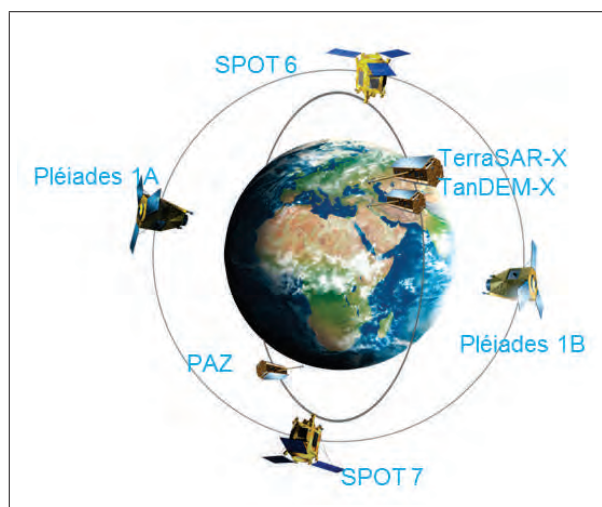 SPOT 6
TerraSAR-X
TanDEM-X
Pléiades 1A
Pléiades 1B
PAZ
SPOT 7